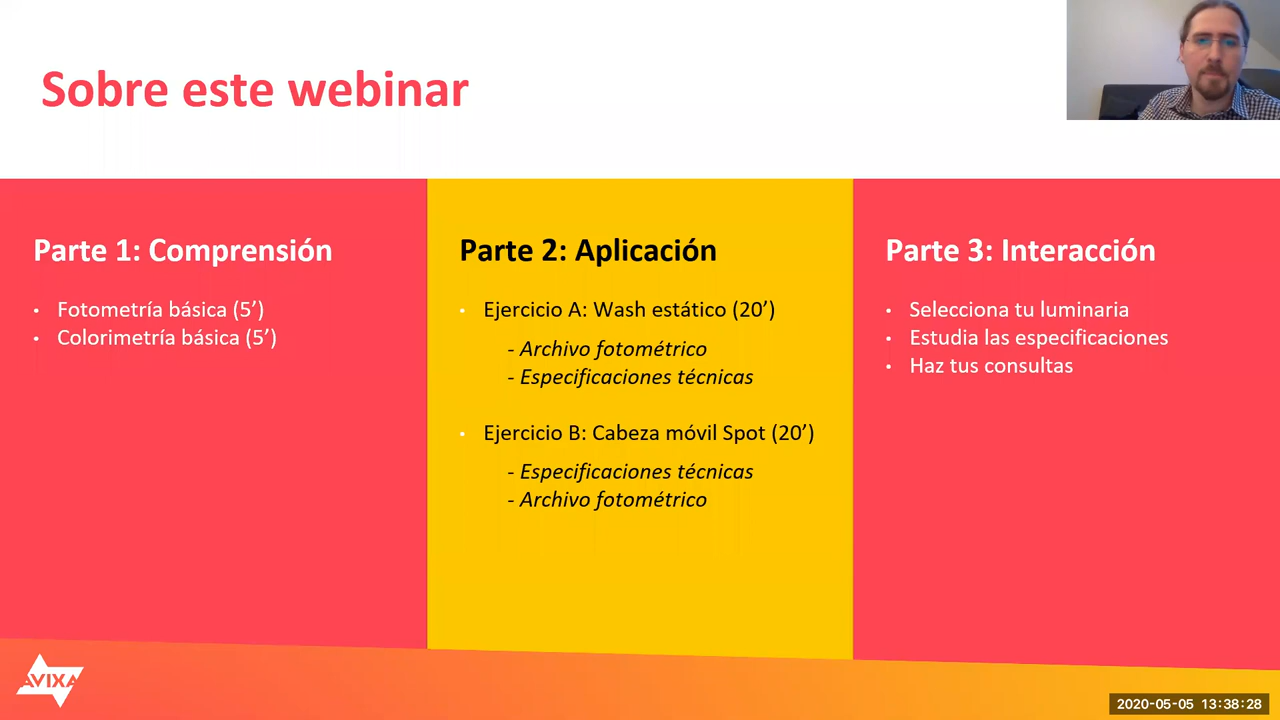 Sobre este webinar
Parte 1: Comprensión
• Fotometría básica (5’)
• Colorimetría básica (5’)
Parte 2: Aplicación
• Ejercicio A: Wash estático (20’)
- Archivo fotométrico
- Especificaciones técnicas
• Ejercicio B: Cabeza móvil Spot (20’)
- Especificaciones técnicas
- Archivo fotométrico
Parte 3: Interacción
• Selecciona tu luminaria
• Estudia las especificaciones
• Haz tus consultas
AVIXA
2020-05-05 13:38:28